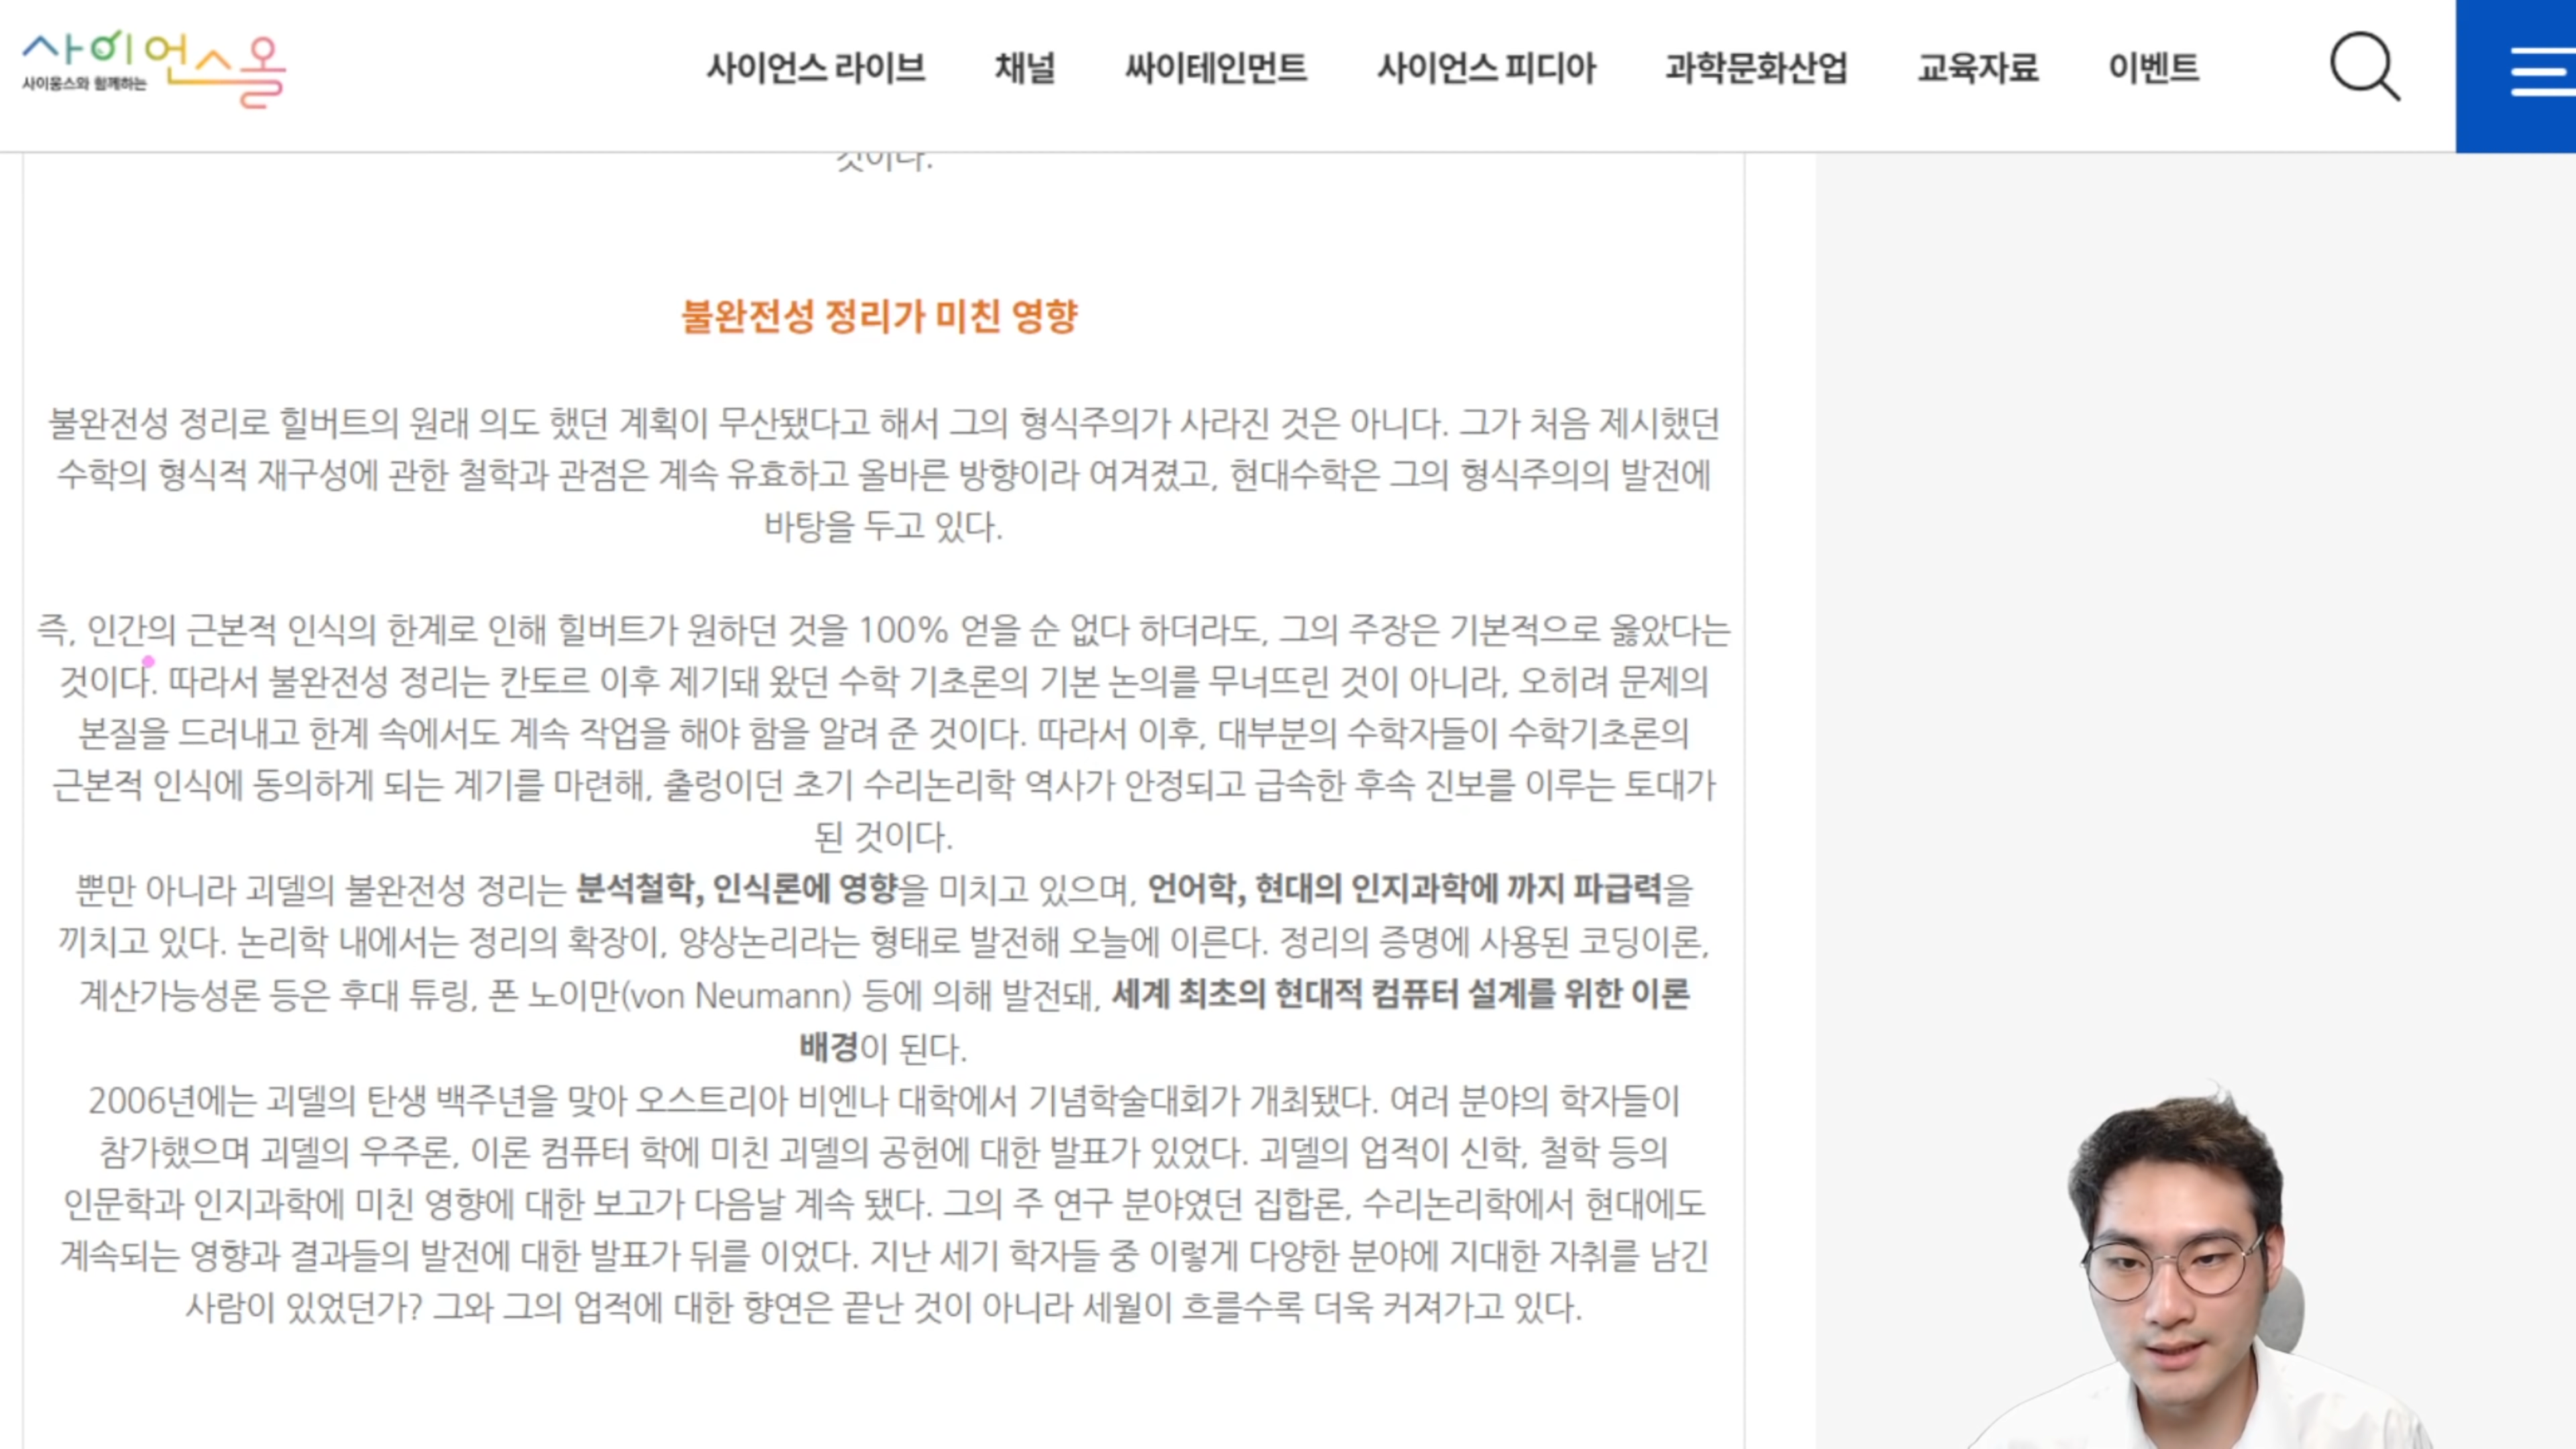 사이언스올
사이옹스와 함께하는
사이언스 라이브 채널 싸이테인먼트 사이언스 피디아 과학문화산업 교육자료 이벤트
것이다.
불완전성 정리가 미친 영향
불완전성 정리로 힐버트의 원래 의도 했던 계획이 무산됐다고 해서 그의 형식주의가 사라진 것은 아니다. 그가 처음 제시했던
수학의 형식적 재구성에 관한 철학과 관점은 계속 유효하고 올바른 방향이라 여겨졌고, 현대수학은 그의 형식주의의 발전에
바탕을 두고 있다.
즉, 인간의 근본적 인식의 한계로 인해 힐버트가 원하던 것을 100% 얻을 순 없다 하더라도, 그의 주장은 기본적으로 옳았다는
것이다. 따라서 불완전성 정리는 칸토르 이후 제기돼 왔던 수학 기초론의 기본 논의를 무너뜨린 것이 아니라, 오히려 문제의
본질을 드러내고 한계 속에서도 계속 작업을 해야 함을 알려 준 것이다. 따라서 이후, 대부분의 수학자들이 수학기초론의
근본적 인식에 동의하게 되는 계기를 마련해, 출렁이던 초기 수리논리학 역사가 안정되고 급속한 후속 진보를 이루는 토대가
된 것이다.
뿐만 아니라 괴델의 불완전성 정리는 분석철학, 인식론에 영향을 미치고 있으며, 언어학, 현대의 인지과학에 까지 파급력을
끼치고 있다. 논리학 내에서는 정리의 확장이, 양상논리라는 형태로 발전해 오늘에 이른다. 정리의 증명에 사용된 코딩이론,
계산가능성론 등은 후대 튜링, 폰 노이만(von Neumann) 등에 의해 발전돼, 세계 최초의 현대적 컴퓨터 설계를 위한 이론
배경이 된다.
2006년에는 괴델의 탄생 백주년을 맞아 오스트리아 비엔나 대학에서 기념학술대회가 개최됐다. 여러 분야의 학자들이
참가했으며 괴델의 우주론, 이론 컴퓨터 학에 미친 괴델의 공헌에 대한 발표가 있었다. 괴델의 업적이 신학, 철학 등의
인문학과 인지과학에 미친 영향에 대한 보고가 다음날 계속 됐다. 그의 주 연구 분야였던 집합론, 수리논리학에서 현대에도
계속되는 영향과 결과들의 발전에 대한 발표가 뒤를 이었다. 지난 세기 학자들 중 이렇게 다양한 분야에 지대한 자취를 남긴
사람이 있었던가? 그와 그의 업적에 대한 향연은 끝난 것이 아니라 세월이 흐를수록 더욱 커져가고 있다.